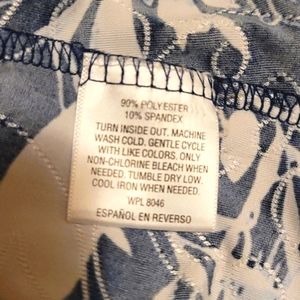 90% POLYESTER
10% SPANDEX
TURN INSIDE OUT. MACHINE
WASH COLD. GENTLE CYCLE
WITH LIKE COLORS. ONLY
NON-CHLORINE BLEACH WHEN
NEEDED. TUMBLE DRY LOW.
COOL IRON WHEN NEEDED.
WPL 8046
ESPAÑOL EN REVERSO